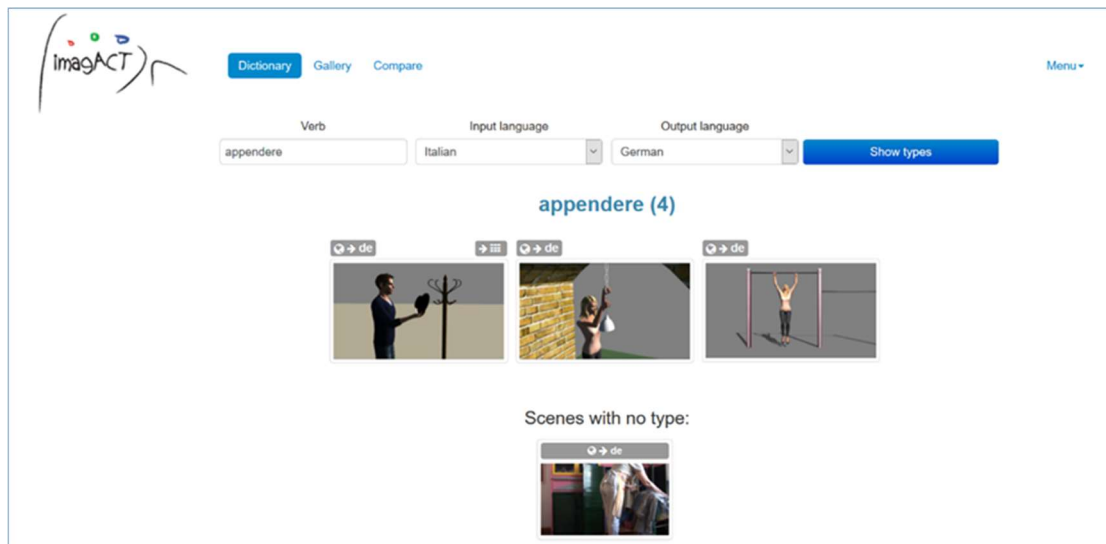 imagACT
Dictionary Gallery Compare Menu
Verb Input language Output language
appendere Italian German Show types
appendere (4)
de de de
Scenes with no type:
de